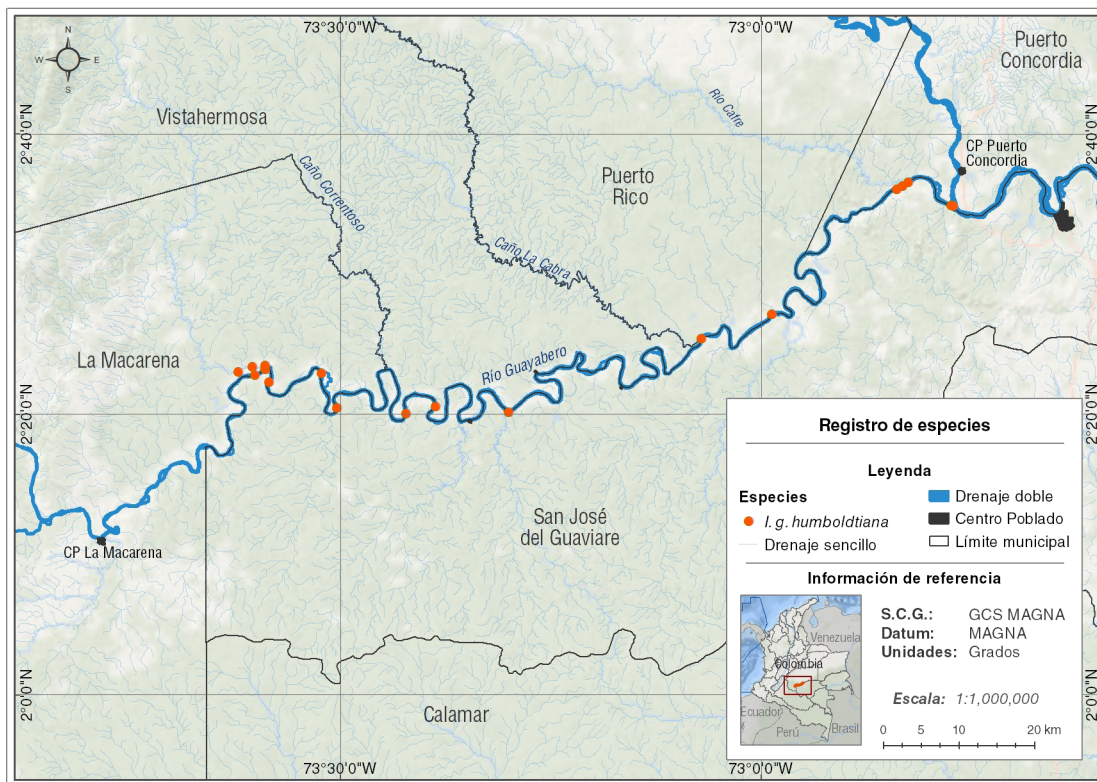 73°30'0"W
73°0'0"W
N
W
E
S
Puerto
Concordia
Vistahermosa
Río Cafre
2°40'0"N
2°40'0"N
CP Puerto
Concordia
Caño Correntoso
Puerto
Rico
Caño La Cabra
La Macarena
Río Guayabero
2°20'0"N
2°20'0"N
CP La Macarena
San José
del Guaviare
Calamar
2°0'0"N
2°0'0"N
73°30'0"W
73°0'0"W
Registro de especies
Leyenda
Especies
I. g. humboldtiana
Drenaje sencillo
Drenaje doble
Centro Poblado
Límite municipal
Información de referencia
Venezuela
Colombia
Ecuador
Perú
Brasil
S.C.G.: GCS MAGNA
Datum: MAGNA
Unidades: Grados
Escala: 1:1,000,000
0 5 10 20 km